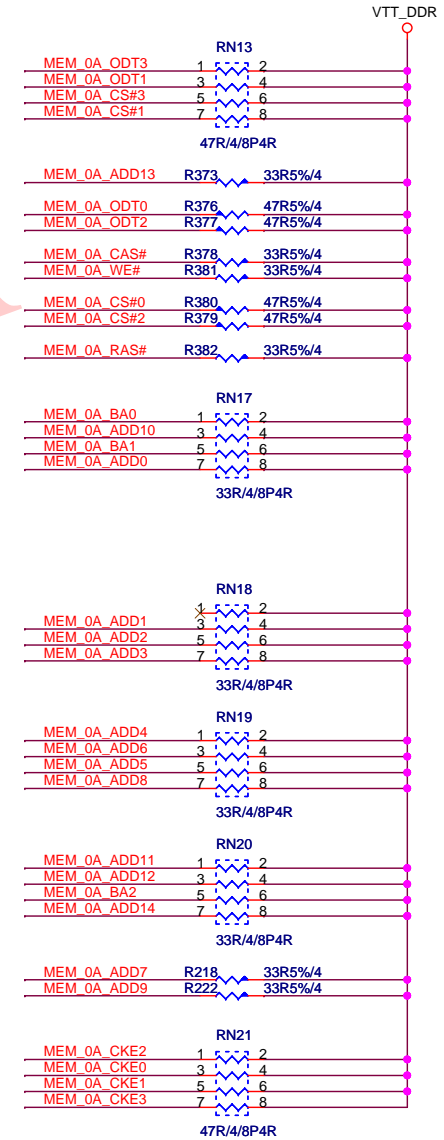 VTT_DDR
RN13
MEM_0A_ODT3 1 2
MEM_0A_ODT1 3 4
MEM_0A_CS#3 5 6
MEM_0A_CS#1 7 8
47R/4/8P4R
MEM_0A_ADD13 R373 33R5%/4
MEM_0A_ODT0 R376 47R5%/4
MEM_0A_ODT2 R377 47R5%/4
MEM_0A_CAS# R378 33R5%/4
MEM_0A_WE# R381 33R5%/4
MEM_0A_CS#0 R380 47R5%/4
MEM_0A_CS#2 R379 47R5%/4
MEM_0A_RAS# R382 33R5%/4
RN17
MEM_0A_BA0 1 2
MEM_0A_ADD10 3 4
MEM_0A_BA1 5 6
MEM_0A_ADD0 7 8
33R/4/8P4R
RN18
1 2
MEM_0A_ADD1 3 4
MEM_0A_ADD2 5 6
MEM_0A_ADD3 7 8
33R/4/8P4R
RN19
MEM_0A_ADD4 1 2
MEM_0A_ADD6 3 4
MEM_0A_ADD5 5 6
MEM_0A_ADD8 7 8
33R/4/8P4R
RN20
MEM_0A_ADD11 1 2
MEM_0A_ADD12 3 4
MEM_0A_BA2 5 6
MEM_0A_ADD14 7 8
33R/4/8P4R
MEM_0A_ADD7 R218 33R5%/4
MEM_0A_ADD9 R222 33R5%/4
RN21
MEM_0A_CKE2 1 2
MEM_0A_CKE0 3 4
MEM_0A_CKE1 5 6
MEM_0A_CKE3 7 8
47R/4/8P4R